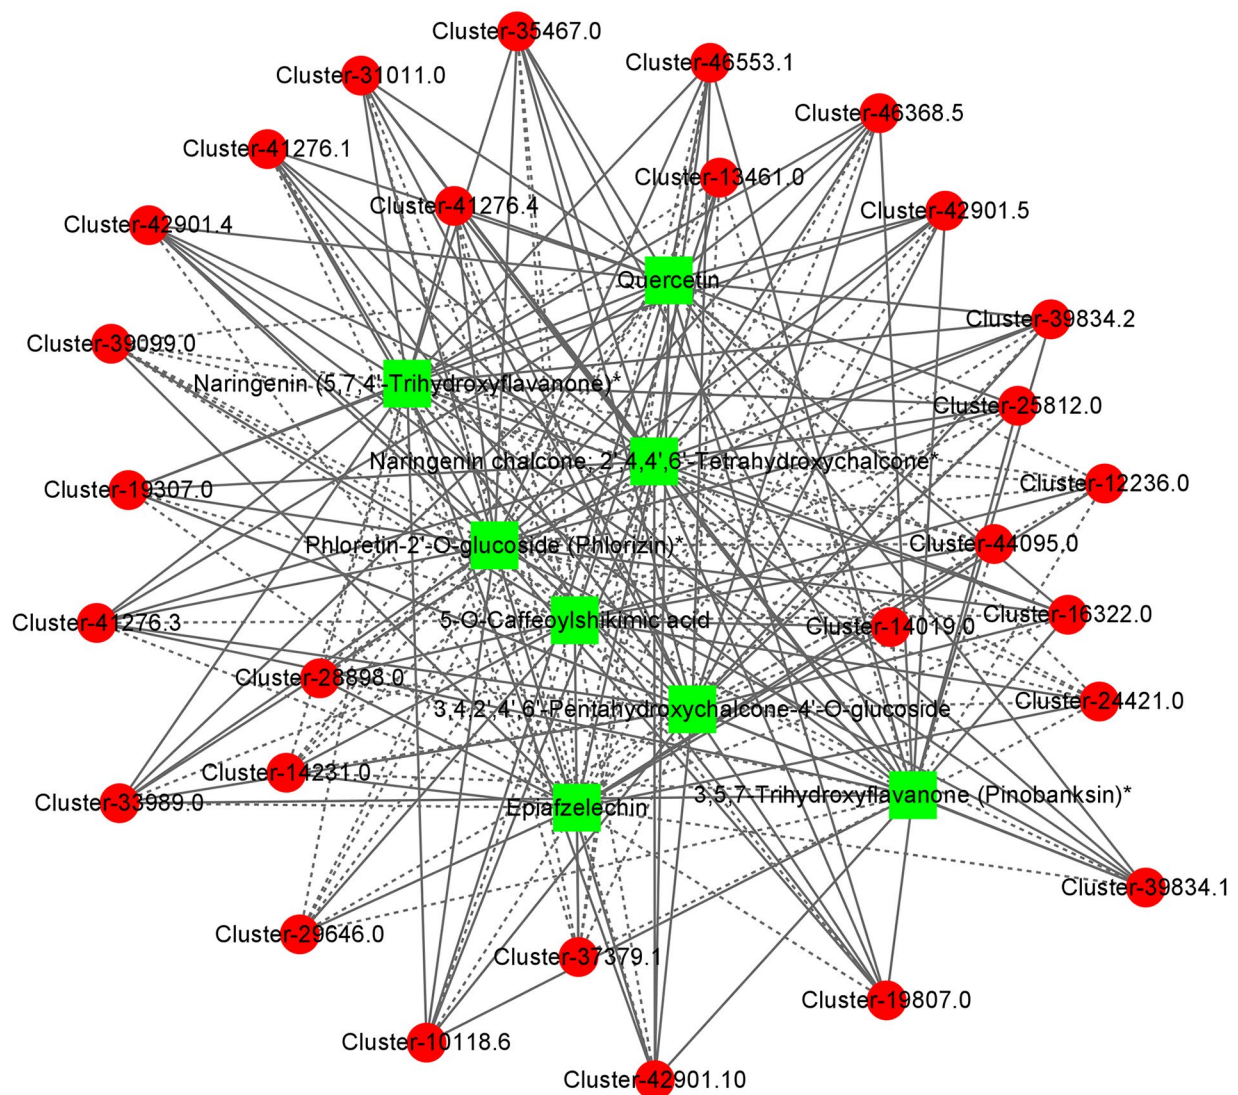 Cluster-35467.0
Cluster-46553.1
Cluster-31011.0
Cluster-46368.5
Cluster-41276.1
Cluster-13461.0
Cluster-41276.4
Cluster-42901.5
Cluster-42901.4
Quercetin
Cluster-39834.2
Cluster-39099.0
Naringenin (5,7,4'-Trihydroxyflavanone)*
Cluster-25812.0
Naringenin chalcone; 2',4,4',6'-Tetrahydroxychalcone*
Cluster-12236.0
Cluster-19307.0
Phloretin-2'-O-glucoside (Phlorizin)*
Cluster-44095.0
Cluster-16322.0
5-O-Caffeoylshikimic acid
Cluster-41276.3
Cluster-14019.0
Cluster-28898.0
Cluster-24421.0
3,4,2',4',6'-Pentahydroxychalcone-4'-O-glucoside
Cluster-14231.0
3,5,7-Trihydroxyflavanone (Pinobanksin)*
Cluster-33989.0
Epiafzelechin
Cluster-39834.1
Cluster-29646.0
Cluster-37379.1
Cluster-19807.0
Cluster-10118.6
Cluster-42901.10